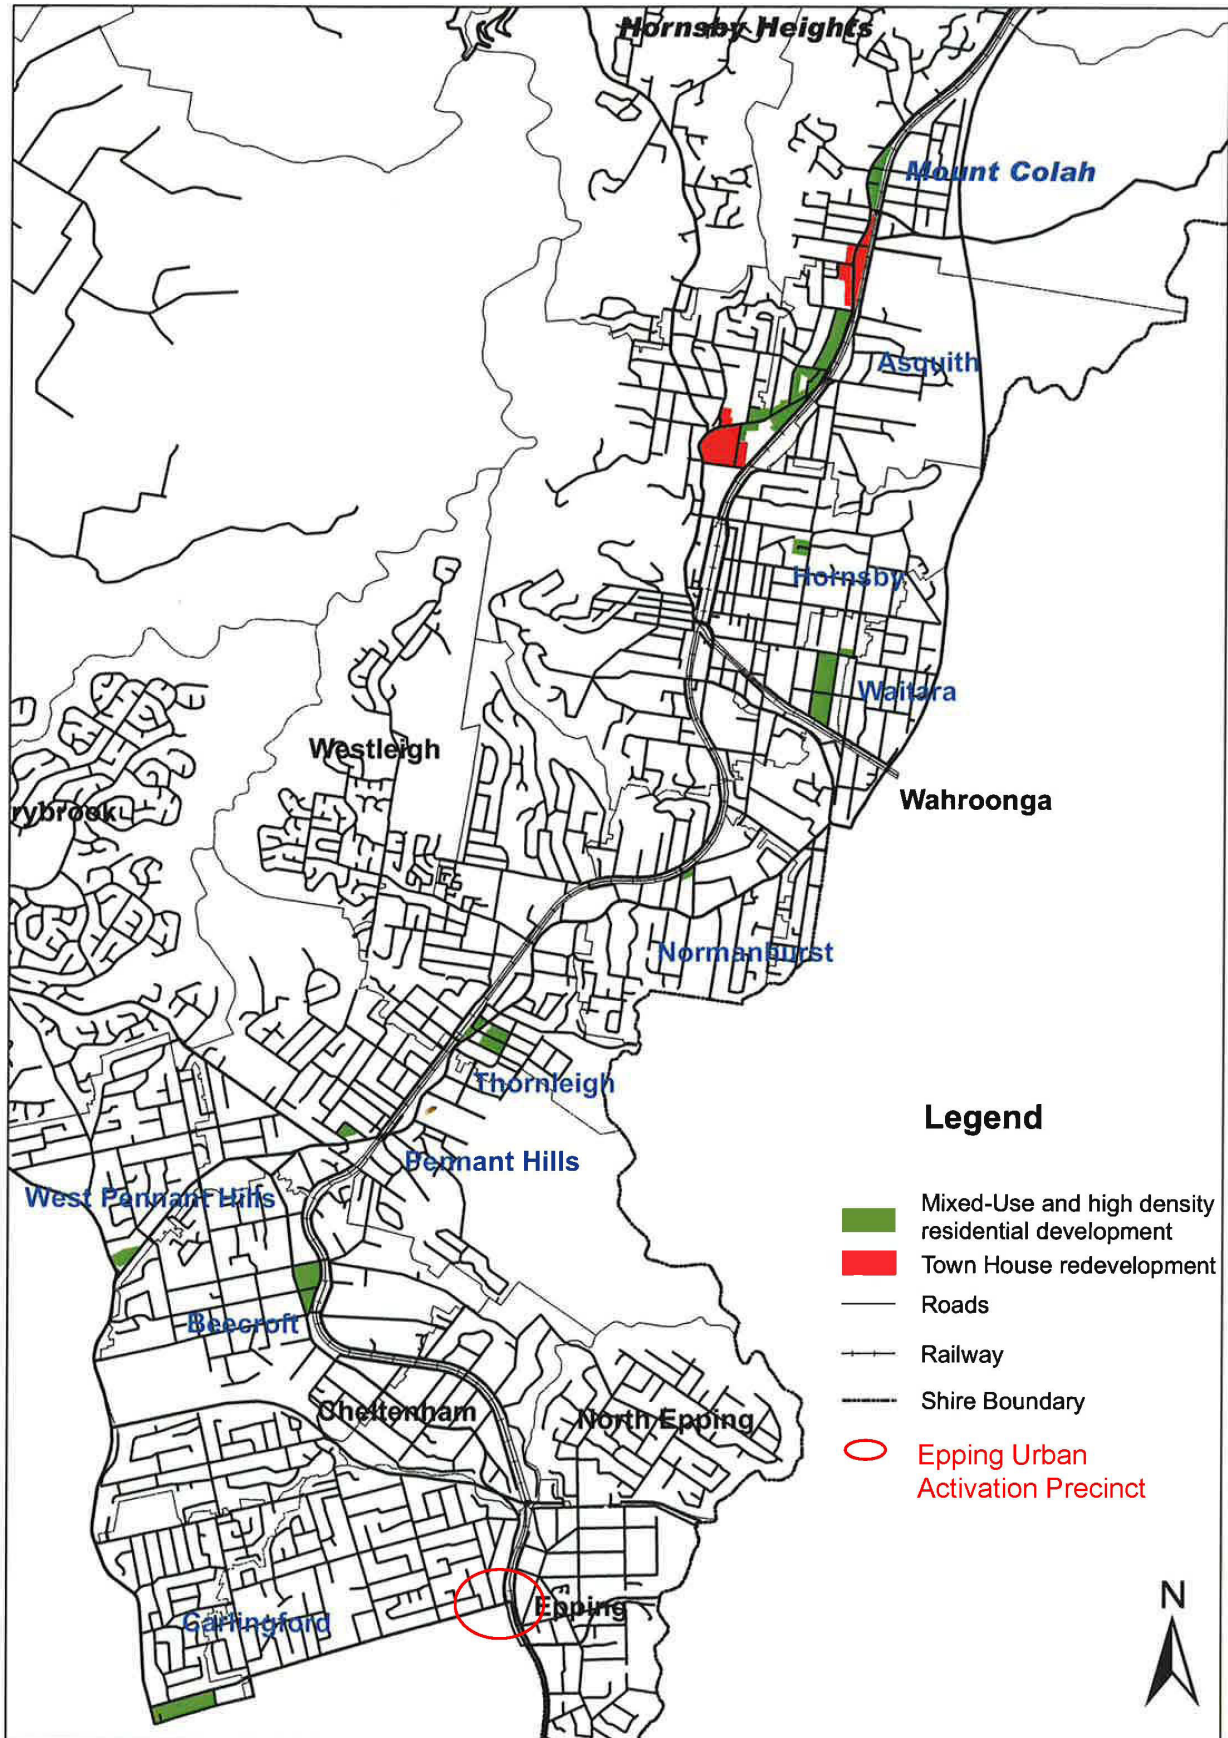 Hornsby Heights
Mount Colah
Asquith
Hornsby
Waitara
Westleigh
Wahroonga
rybrook
Normanhurst
Thornleigh
Pennant Hills
West Pennant Hills
Beecroft
Cheltenham
North Epping
Epping
Carlingford
Legend
Mixed-Use and high density
residential development
Town House redevelopment
Roads
Railway
Shire Boundary
Epping Urban
Activation Precinct
N